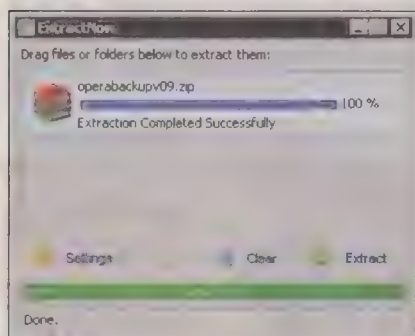 ExtractNow
Drag files or folders below to extract them:
operabackupv09.zip
100 %
Extraction Completed Successfully
Settings
Clear
Extract
Done.